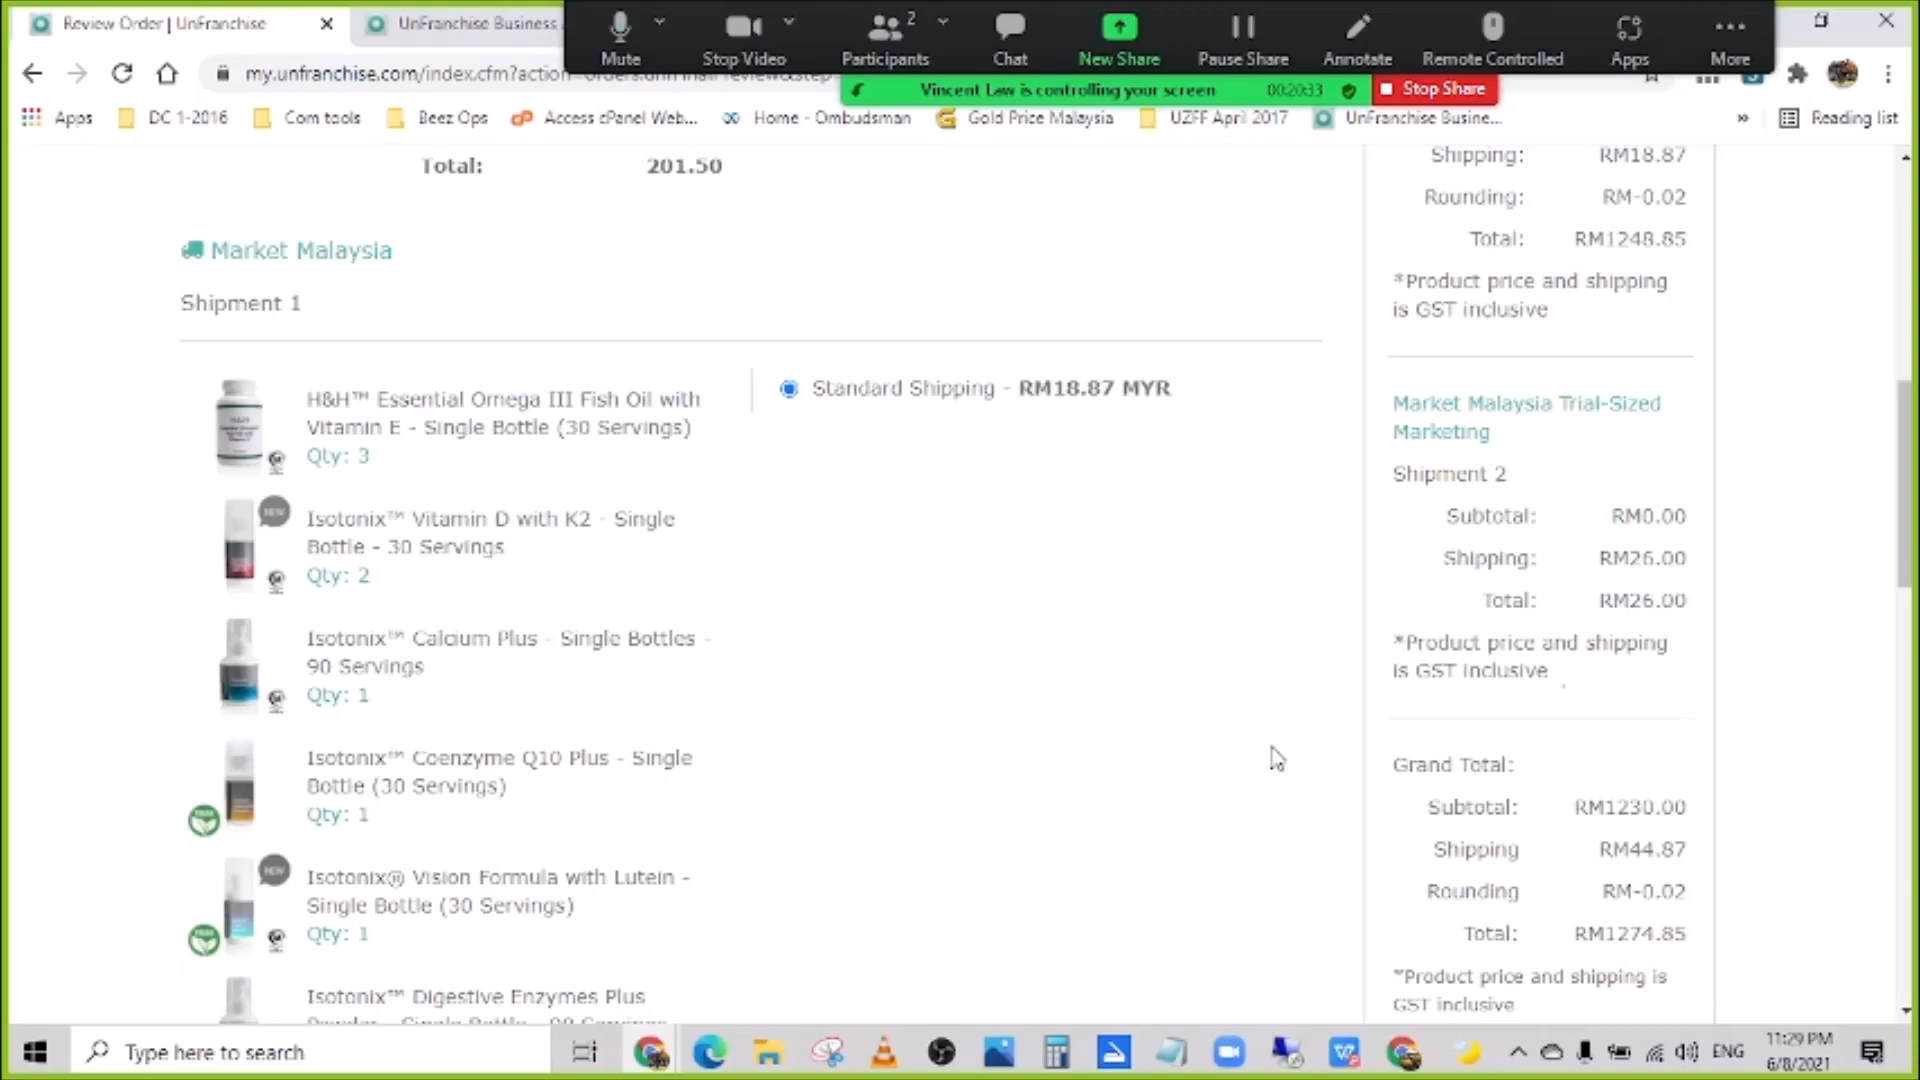 Review Order | UnFranchise
UnFranchise Business
Mute
Stop Video
2
Participants
Chat
New Share
Pause Share
Annotate
Remote Controlled
Apps
More
Vincent Law is controlling your screen
00:20:33
Stop Share
Apps
DC 1-2016
Com tools
Beez Ops
Access cPanel Web...
Home - Ombudsman
Gold Price Malaysia
UZFF April 2017
UnFranchise Busine...
»
Reading list
Total: 201.50
Market Malaysia
Shipment 1
H&H™ Essential Omega III Fish Oil with
Vitamin E - Single Bottle (30 Servings)
Qty: 3
Standard Shipping - RM18.87 MYR
NEW
Isotonix™ Vitamin D with K2 - Single
Bottle - 30 Servings
Qty: 2
Isotonix™ Calcium Plus - Single Bottles -
90 Servings
Qty: 1
Isotonix™ Coenzyme Q10 Plus - Single
Bottle (30 Servings)
Qty: 1
NEW
Isotonix® Vision Formula with Lutein -
Single Bottle (30 Servings)
Qty: 1
Isotonix™ Digestive Enzymes Plus
Shipping: RM18.87
Rounding: RM-0.02
Total: RM1248.85
*Product price and shipping
is GST inclusive
Market Malaysia Trial-Sized
Marketing
Shipment 2
Subtotal: RM0.00
Shipping: RM26.00
Total: RM26.00
*Product price and shipping
is GST inclusive
Grand Total:
Subtotal: RM1230.00
Shipping RM44.87
Rounding RM-0.02
Total: RM1274.85
*Product price and shipping is
GST inclusive
Type here to search
ENG
11:29 PM
6/8/2021